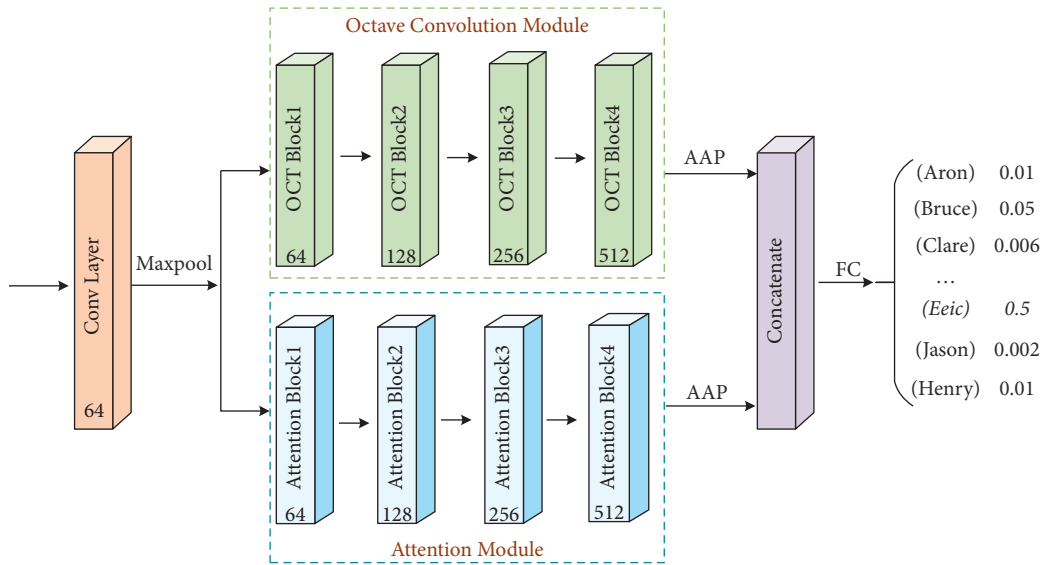 Octave Convolution Module
Conv Layer
64
Maxpool
OCT Block1
64
OCT Block2
128
OCT Block3
256
OCT Block4
512
AAP
Attention Block1
64
Attention Block2
128
Attention Block3
256
Attention Block4
512
AAP
Attention Module
Concatenate
FC
(Aron) 0.01
(Bruce) 0.05
(Clare) 0.006
...
(Eeic) 0.5
(Jason) 0.002
(Henry) 0.01